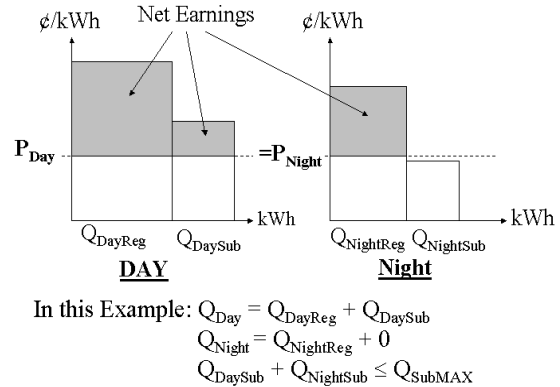 ¢/kWh Net Earnings ¢/kWh
P_Day =P_Night
kWh kWh
Q_DayReg Q_DaySub Q_NightReg Q_NightSub
DAY Night
In this Example: Q_Day = Q_DayReg + Q_DaySub
Q_Night = Q_NightReg + 0
Q_DaySub + Q_NightSub ≤ Q_SubMAX